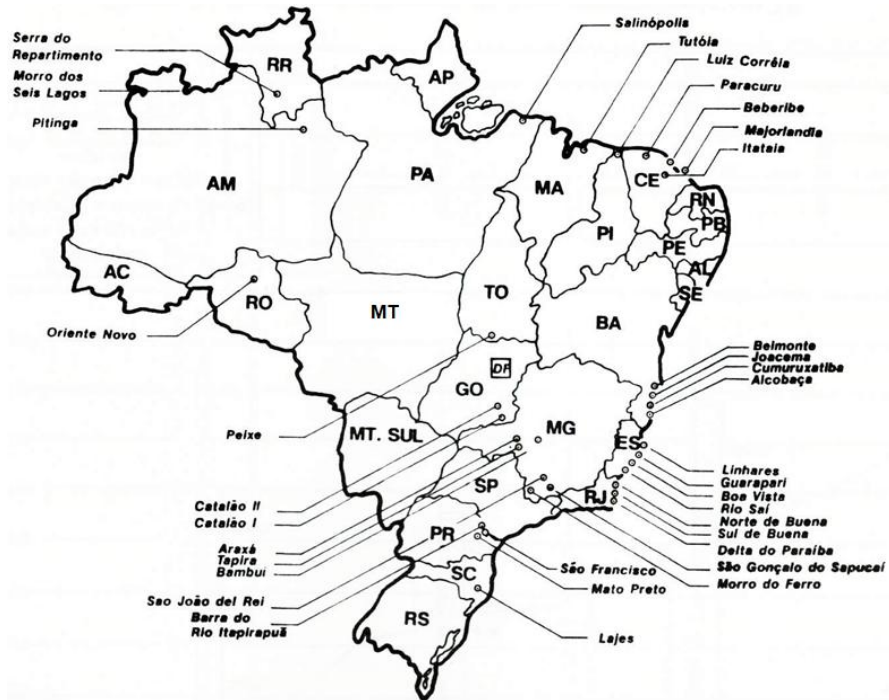 Serra do
Repartimento
Morro dos
Seis Lagos
Pitinga
Salinópolis
Tutóia
Luiz Corrêia
Paracuru
Beberibe
Majorlandia
Itataia
RR
AP
AM
PA
MA
CE
RN
PB
PE
PI
AL
SE
AC
RO
MT
TO
BA
Oriente Novo
GO
DF
Belmonte
Joacema
Cumuruxatiba
Alcobaça
Peixe
MT. SUL
MG
ES
SP
RJ
Linhares
Guarapari
Boa Vista
Rio Saí
Norte de Buena
Sul de Buena
Delta do Paraíba
São Gonçalo do Sapucaí
Morro do Ferro
Catalão II
Catalão I
Araxá
Tapira
Bambuí
PR
São Francisco
Mato Preto
Sao João del Rei
Barra do
Rio Itapirapuã
SC
RS
Lajes